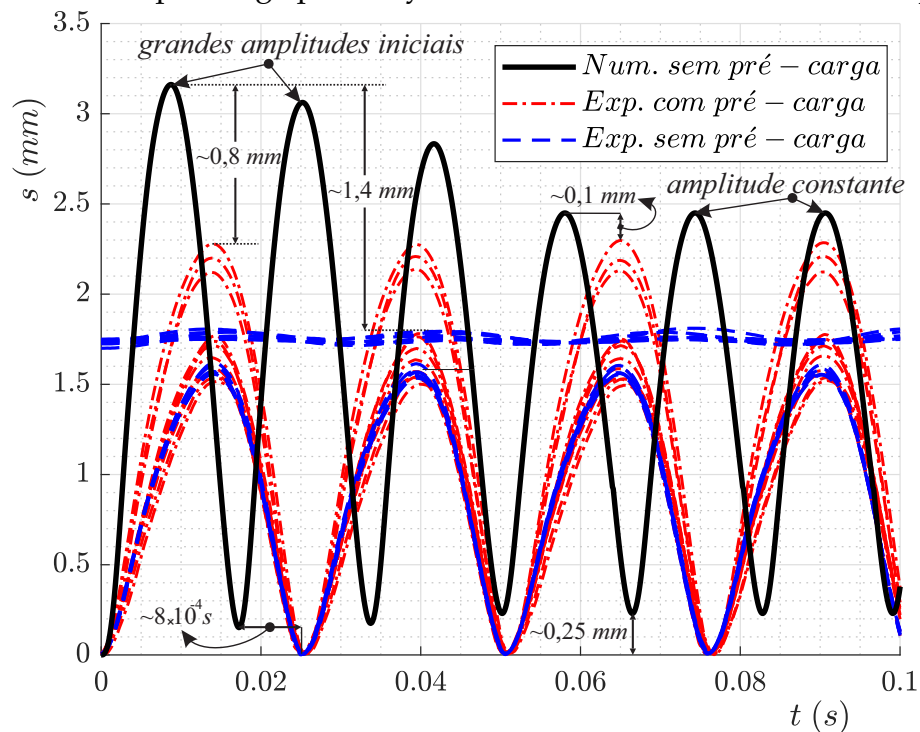 3.5
grandes amplitudes iniciais
Num. sem pré − carga
Exp. com pré − carga
Exp. sem pré − carga
3
~0,8 mm
~1,4 mm
~0,1 mm
amplitude constante
2.5
s (mm)
2
1.5
1
0.5
~8×10⁻⁴s
~0,25 mm
0
0 0.02 0.04 0.06 0.08 0.1
t (s)